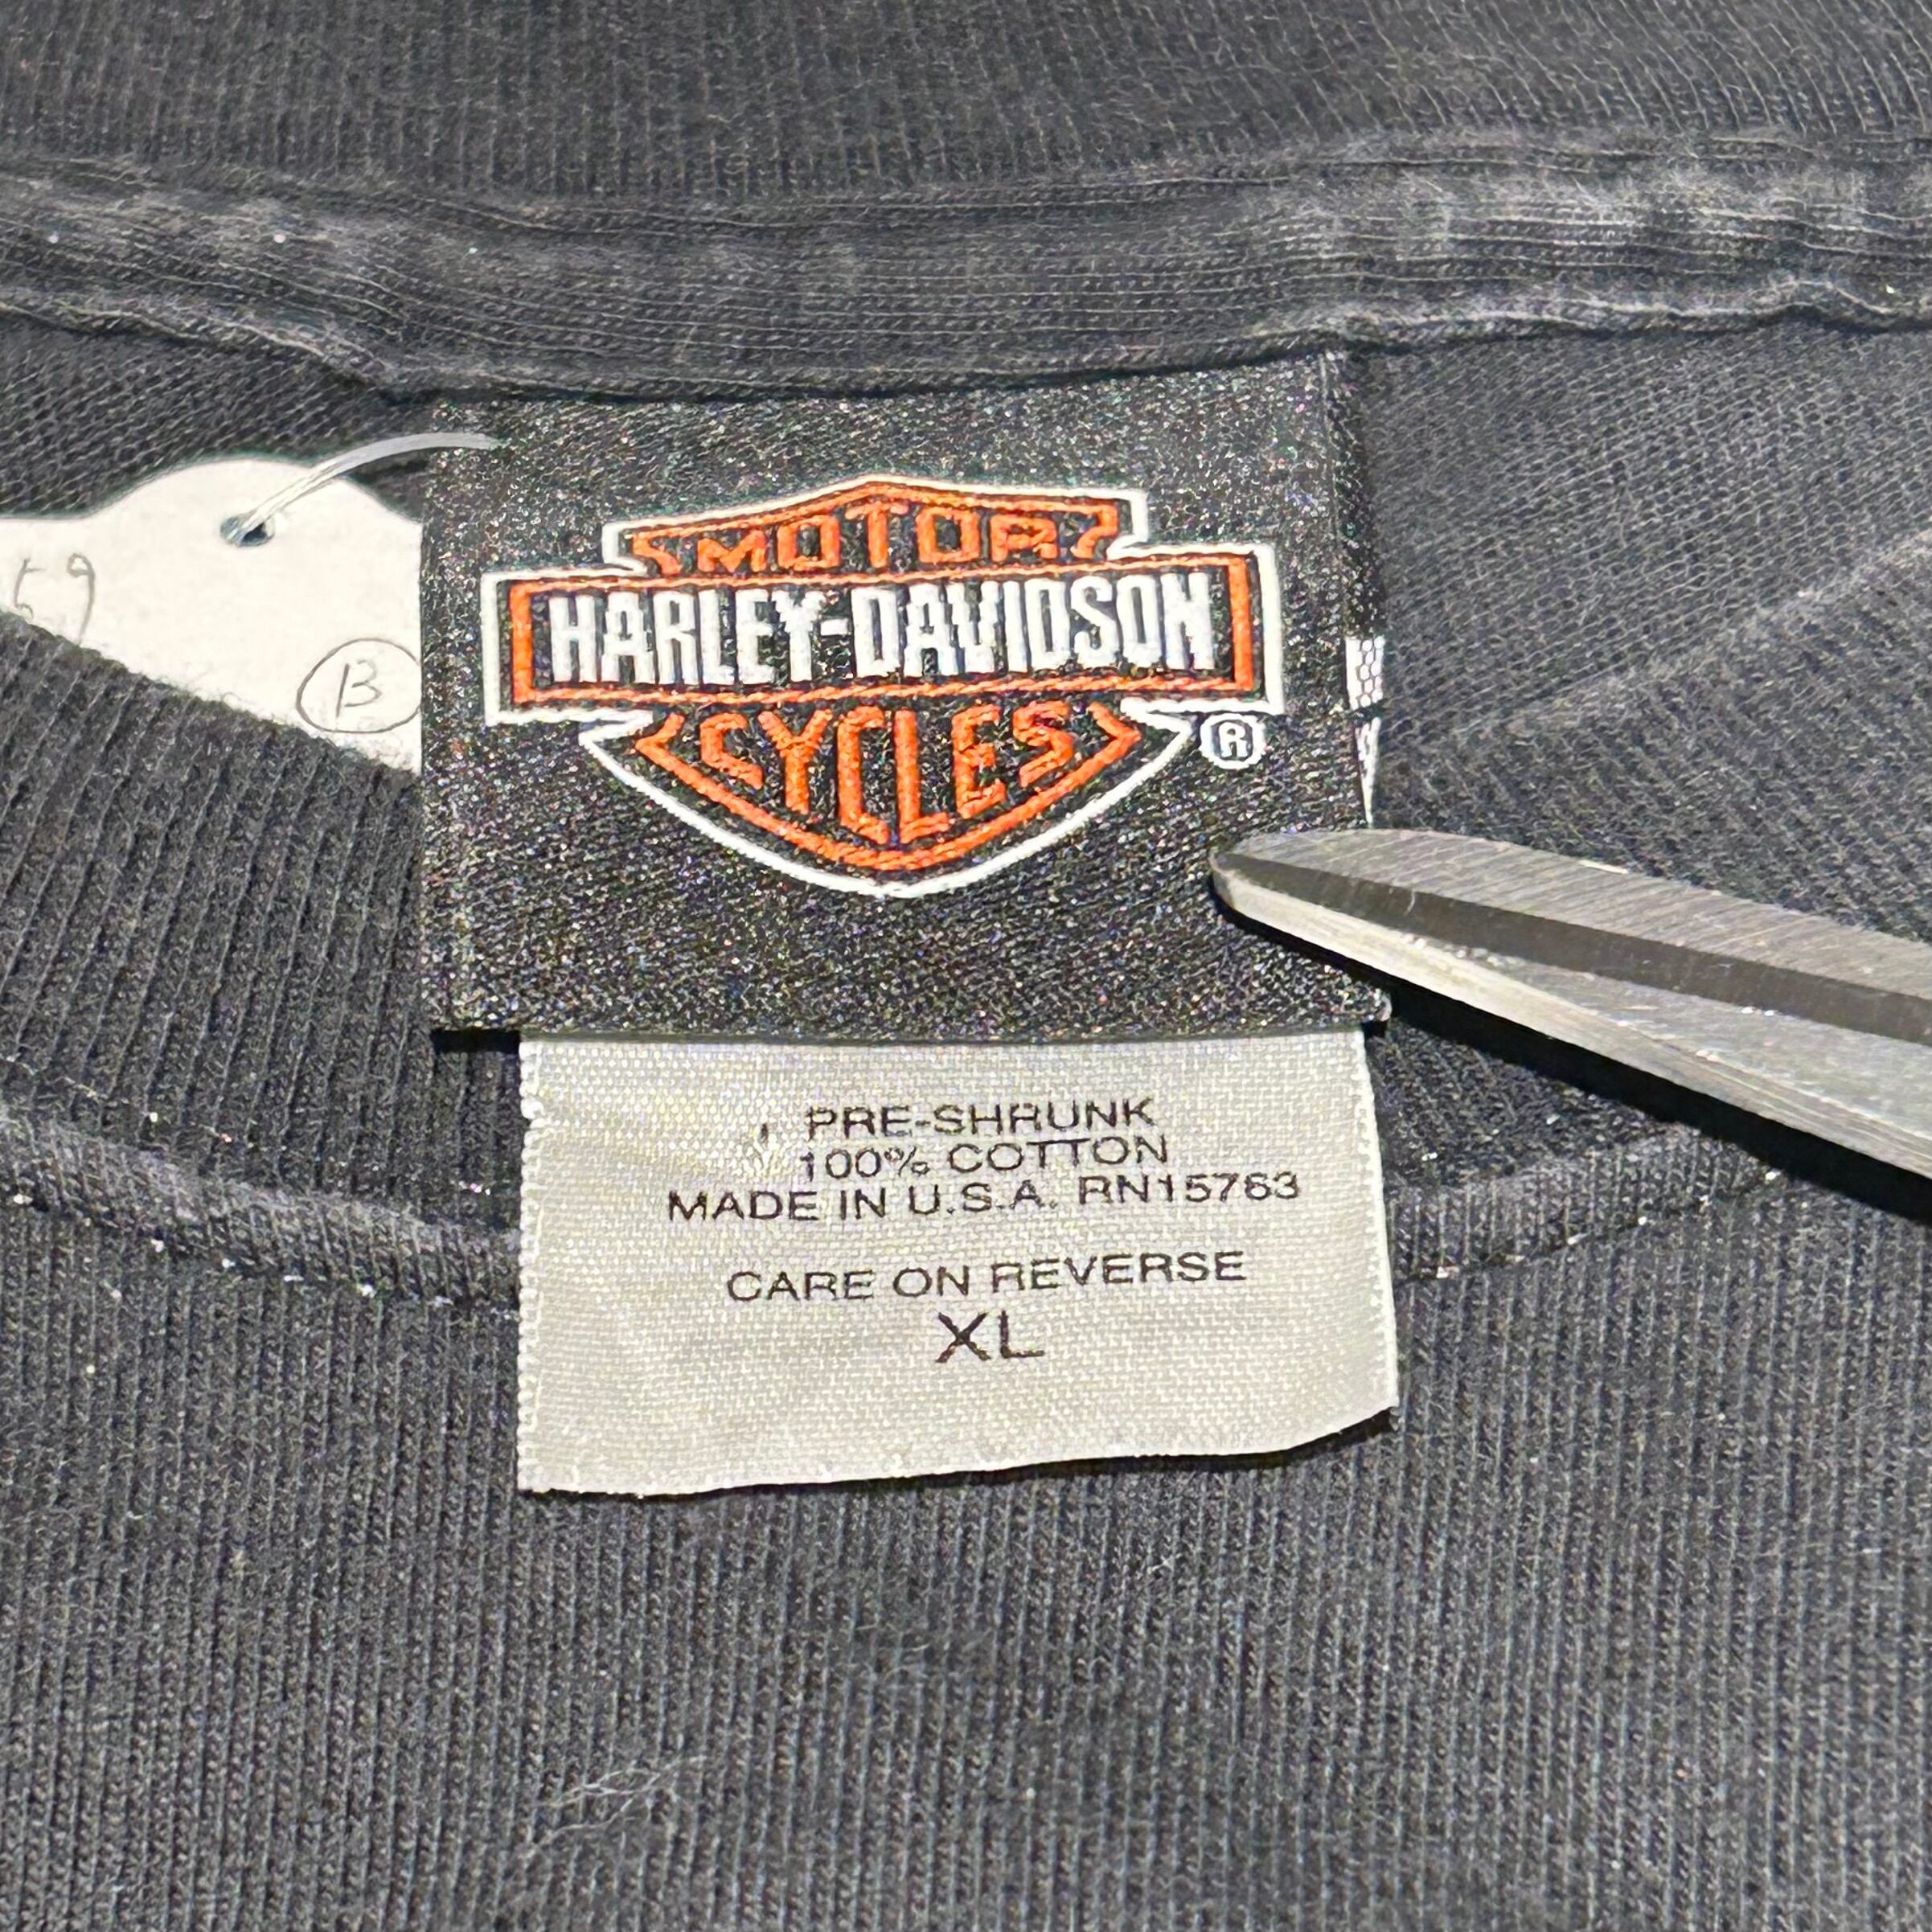 MOTOR
HARLEY-DAVIDSON
CYCLES
®
B
PRE-SHRUNK
100% COTTON
MADE IN U.S.A. RN15763
CARE ON REVERSE
XL